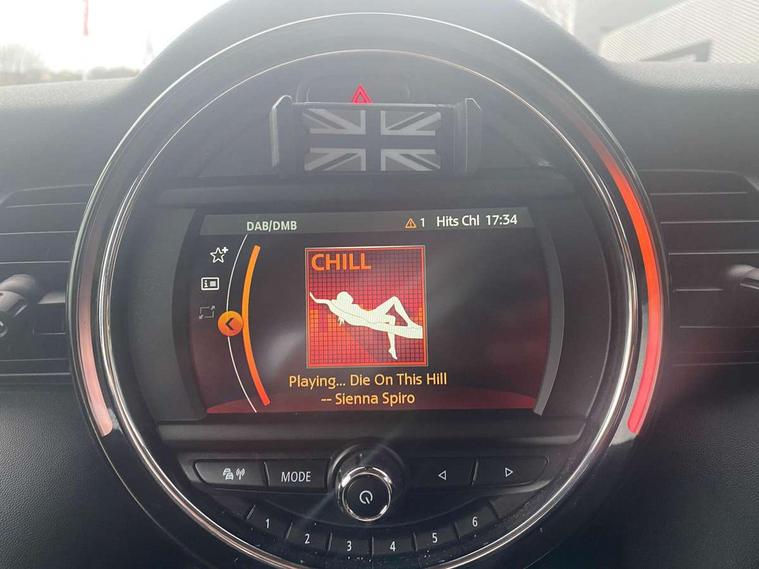 DAB/DMB
1 Hits Chl 17:34
CHILL
Playing... Die On This Hill
-- Sienna Spiro
MODE
1 2 3 4 5 6